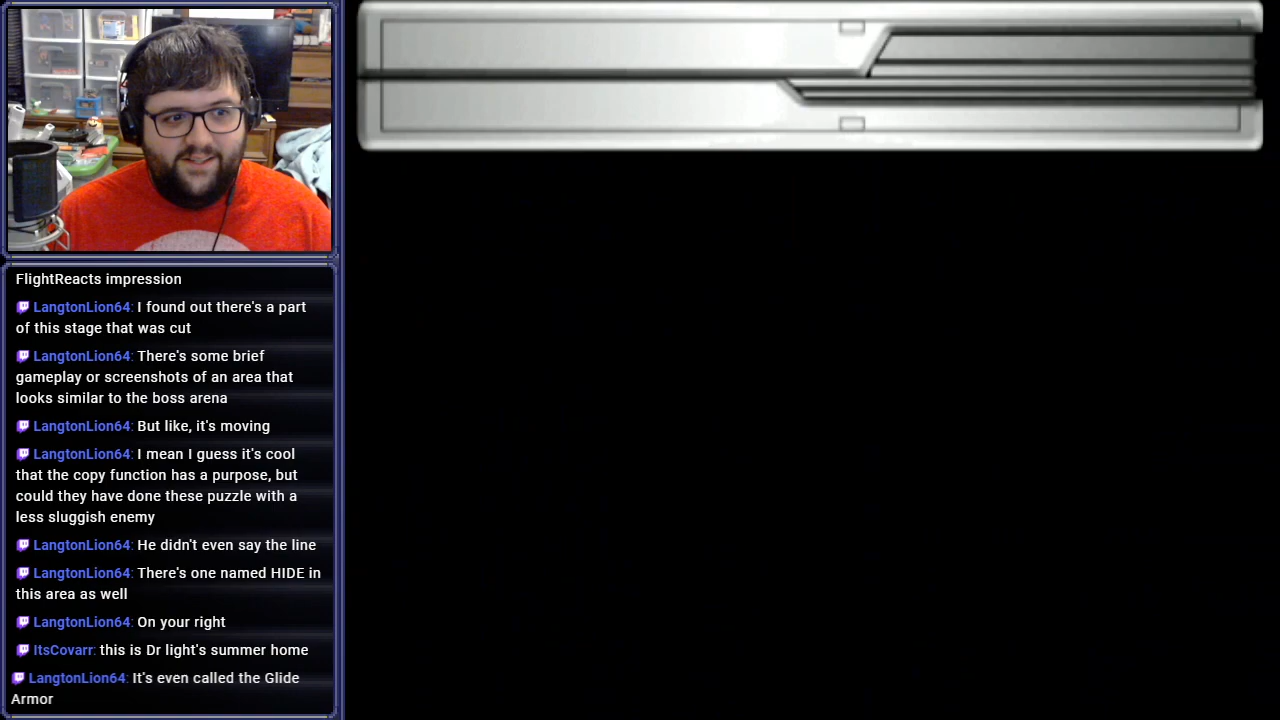 FlightReacts impression
LangtonLion64: I found out there's a part
of this stage that was cut
LangtonLion64: There's some brief
gameplay or screenshots of an area that
looks similar to the boss arena
LangtonLion64: But like, it's moving
LangtonLion64: I mean I guess it's cool
that the copy function has a purpose, but
could they have done these puzzle with a
less sluggish enemy
LangtonLion64: He didn't even say the line
LangtonLion64: There's one named HIDE in
this area as well
LangtonLion64: On your right
ItsCovarr: this is Dr light's summer home
LangtonLion64: It's even called the Glide
Armor